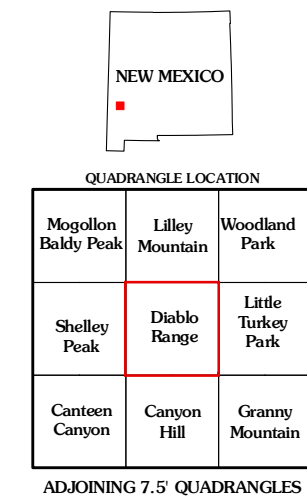 NEW MEXICO
QUADRANGLE LOCATION
Mogollon
Baldy Peak
Lilley
Mountain
Woodland
Park
Shelley
Peak
Diablo
Range
Little
Turkey
Park
Canteen
Canyon
Canyon
Hill
Granny
Mountain
ADJOINING 7.5' QUADRANGLES